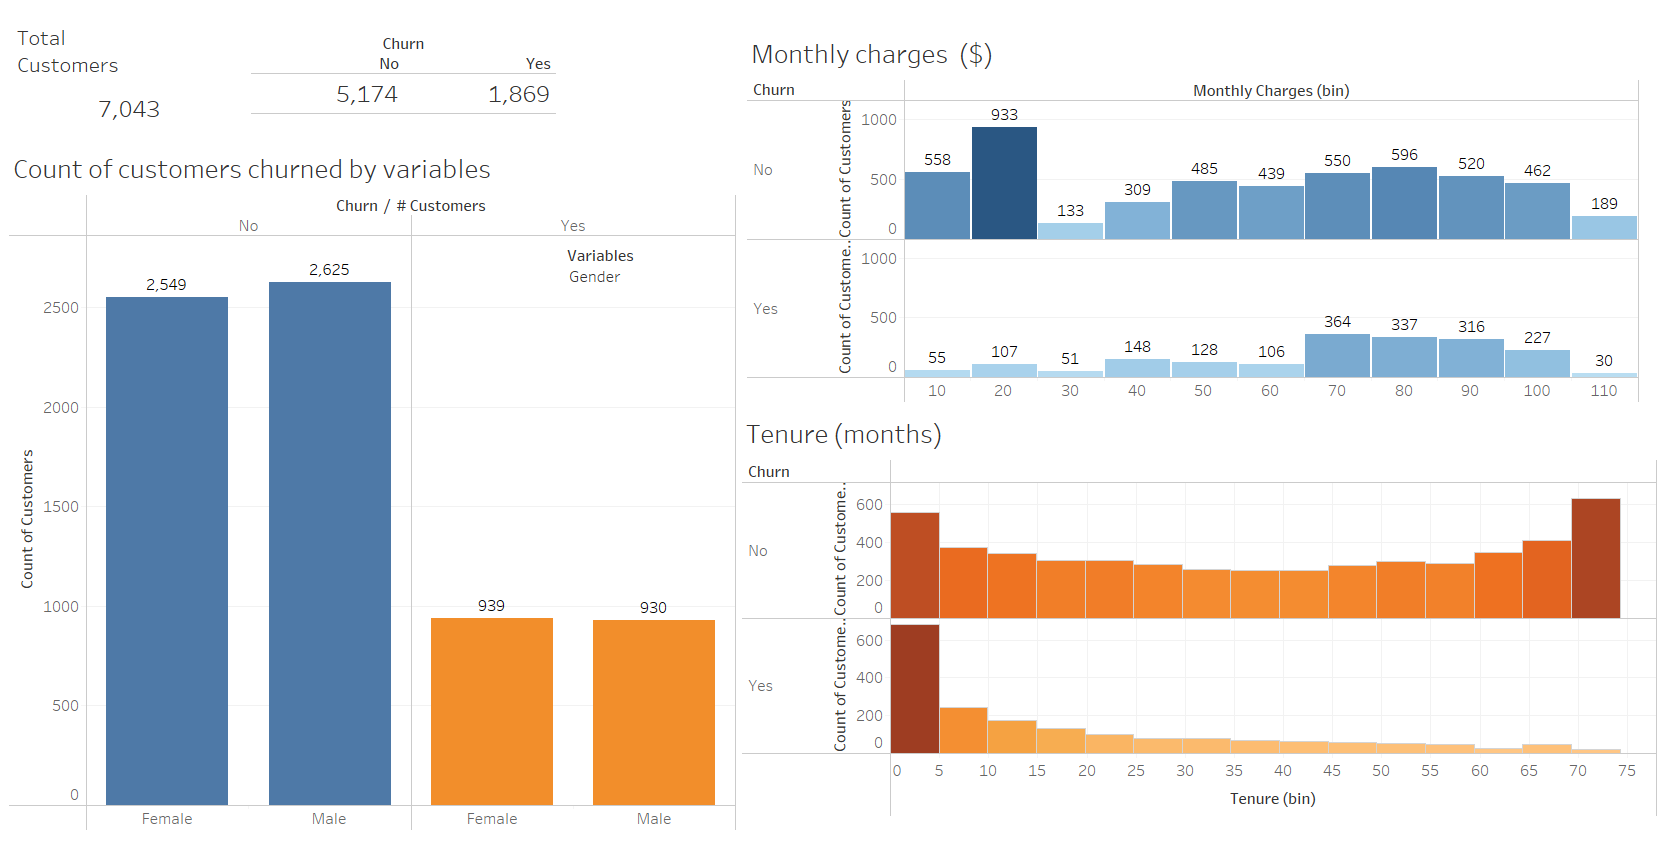 Total
Customers
7,043
Churn
No Yes
5,174 1,869
Count of customers churned by variables
Churn / # Customers
No Yes
Variables
Gender
2,549 2,625
939 930
Count of Customers
2500
2000
1500
1000
500
0
Female Male Female Male
Monthly charges ($)
Churn
Monthly Charges (bin)
No
Count of Customers
1000
500
0
558 933 133 309 485 439 550 596 520 462 189
Yes
Count of Custome..
1000
500
0
55 107 51 148 128 106 364 337 316 227 30
10 20 30 40 50 60 70 80 90 100 110
Tenure (months)
Churn
No
Count of Custome..
600
400
200
0
Yes
Count of Custome..
600
400
200
0
0 5 10 15 20 25 30 35 40 45 50 55 60 65 70 75
Tenure (bin)